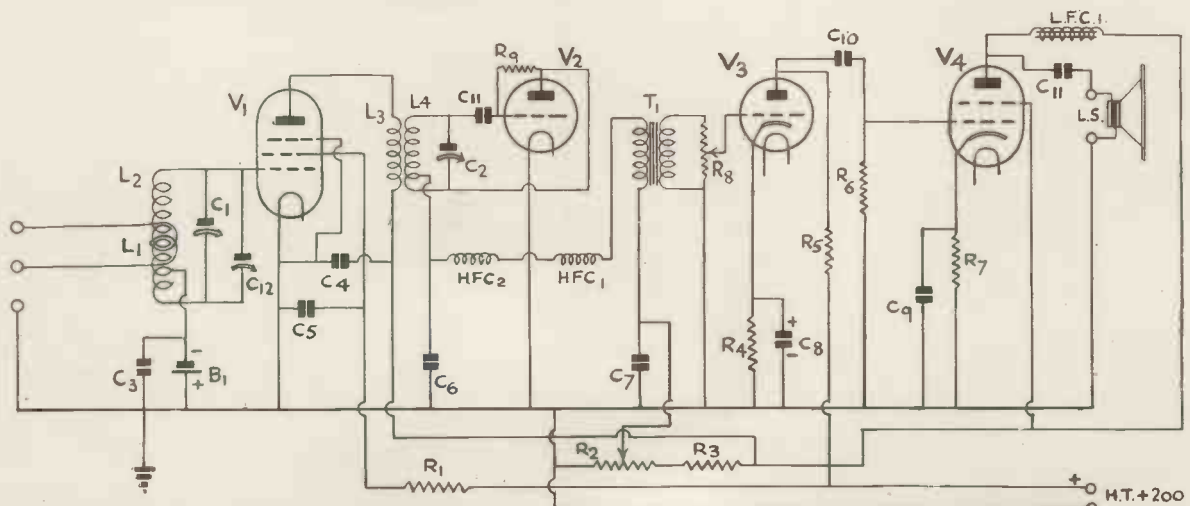 L.F.C.1.
C10
R9
V2
V3
V4
V1
C11
C11
L3
L4
T1
L.S.
L2
C2
R8
R6
C1
L1
R5
HFC2
HFC1
R7
C12
C4
C5
+
C9
-
C3
B1
+
C6
C7
R4
C8
-
R2
R3
R1
+
H.T.+200